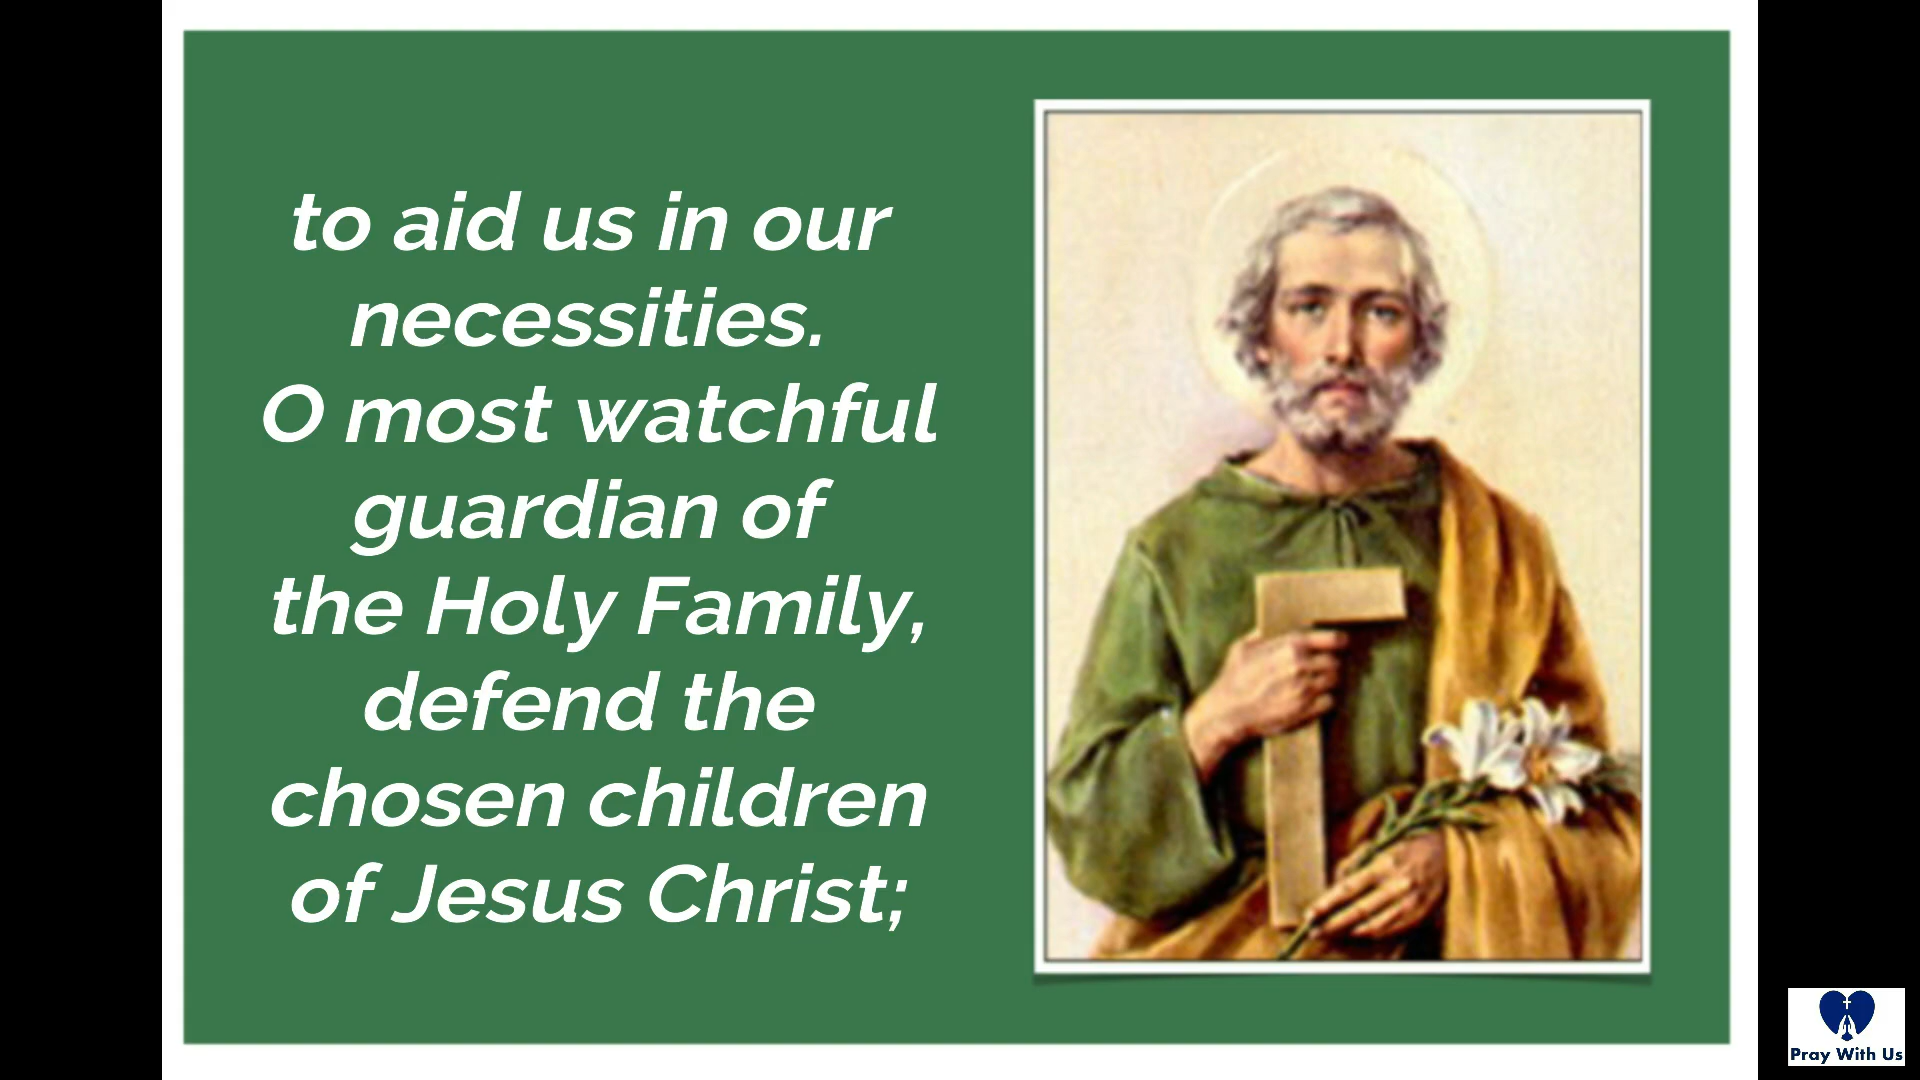 to aid us in our
necessities.
O most watchful
guardian of
the Holy Family,
defend the
chosen children
of Jesus Christ;
Pray With Us